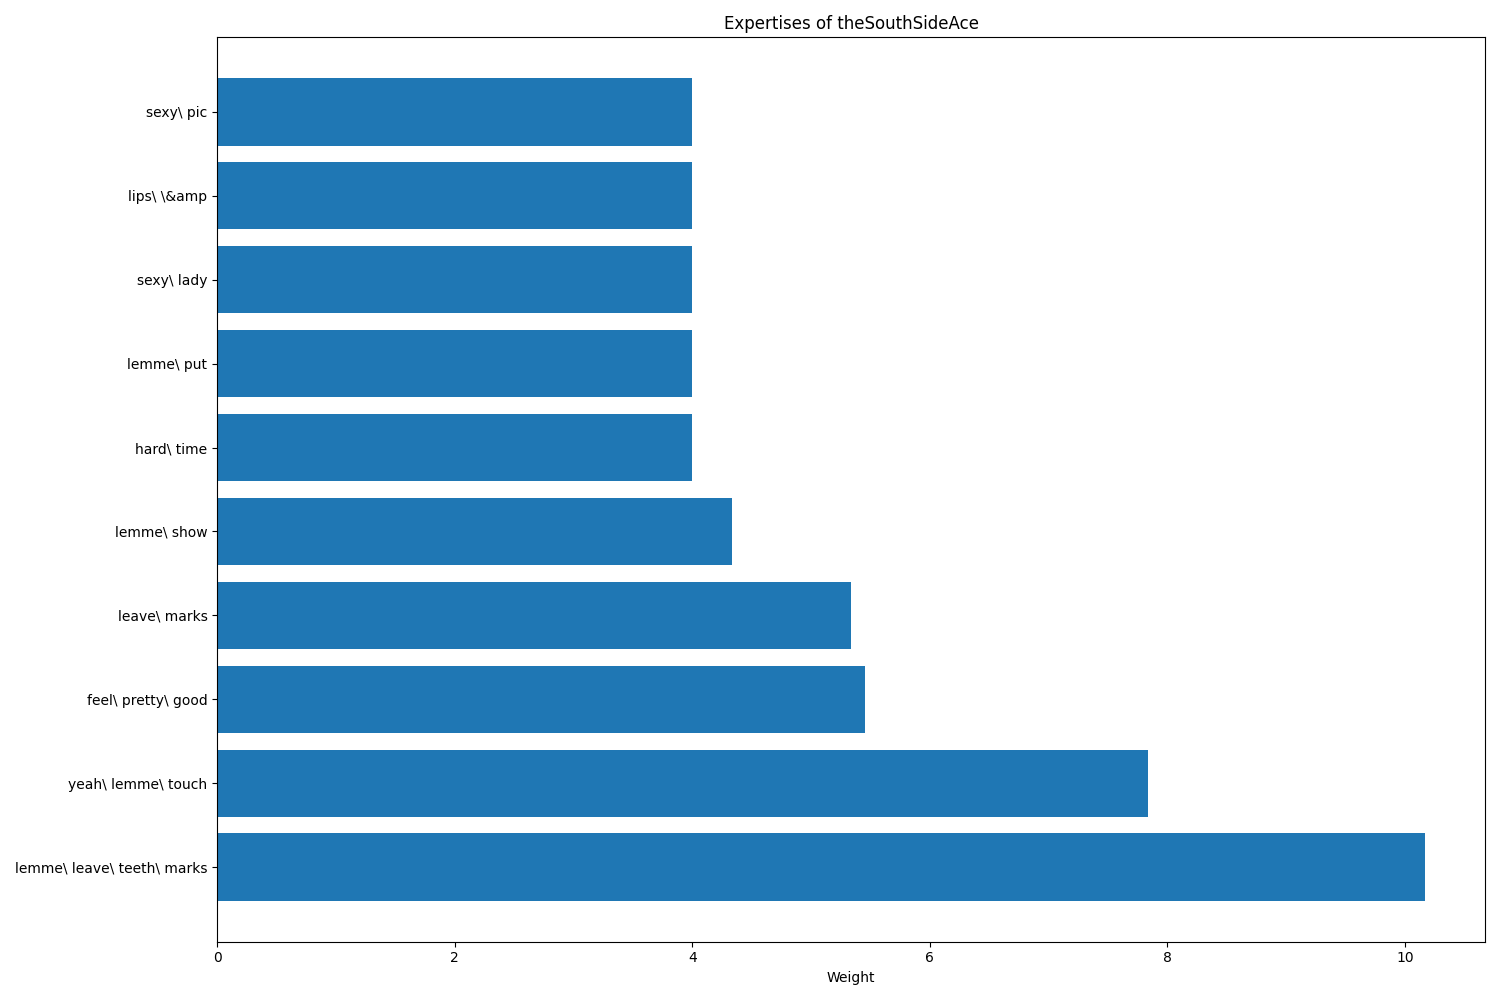 Expertises of theSouthSideAce
sexy\ pic
lips\ \&amp
sexy\ lady
lemme\ put
hard\ time
lemme\ show
leave\ marks
feel\ pretty\ good
yeah\ lemme\ touch
lemme\ leave\ teeth\ marks
0 2 4 6 8 10
Weight